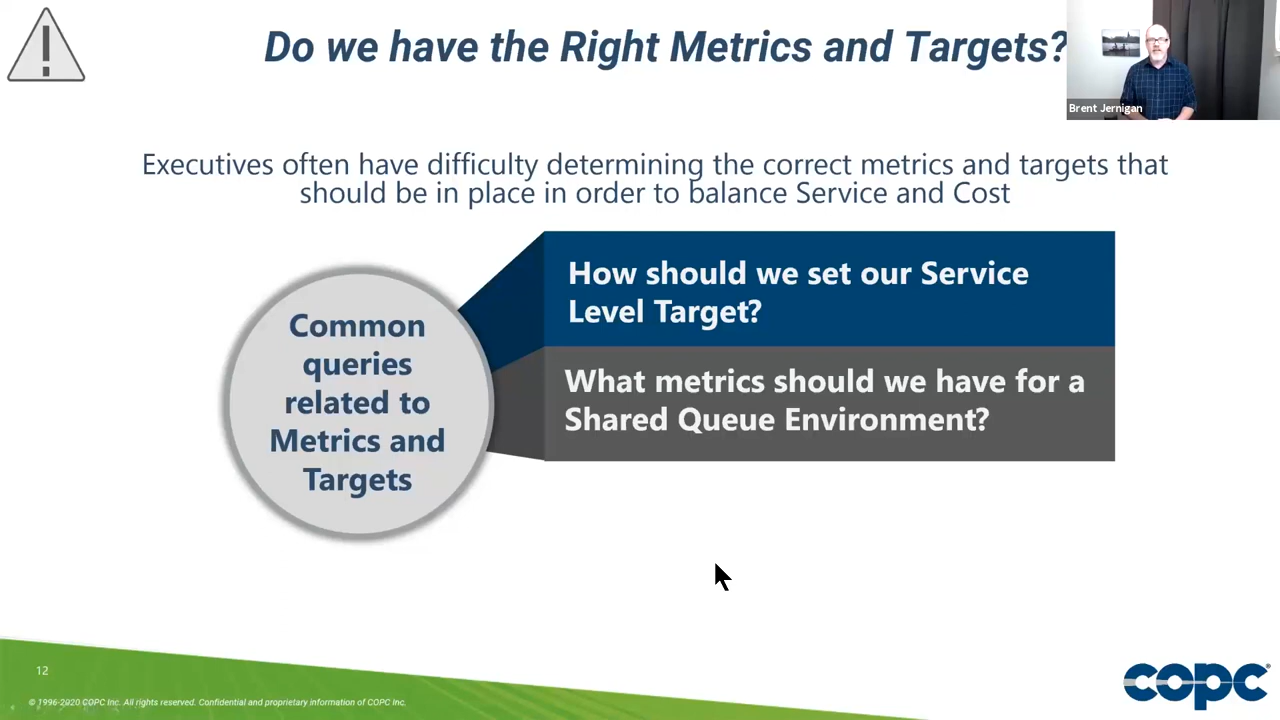 Do we have the Right Metrics and Targets?
Brent Jernigan
Executives often have difficulty determining the correct metrics and targets that
should be in place in order to balance Service and Cost
Common
queries
related to
Metrics and
Targets
How should we set our Service
Level Target?
What metrics should we have for a
Shared Queue Environment?
12
© 1996-2020 COPC Inc. All rights reserved. Confidential and proprietary information of COPC Inc.
copc®